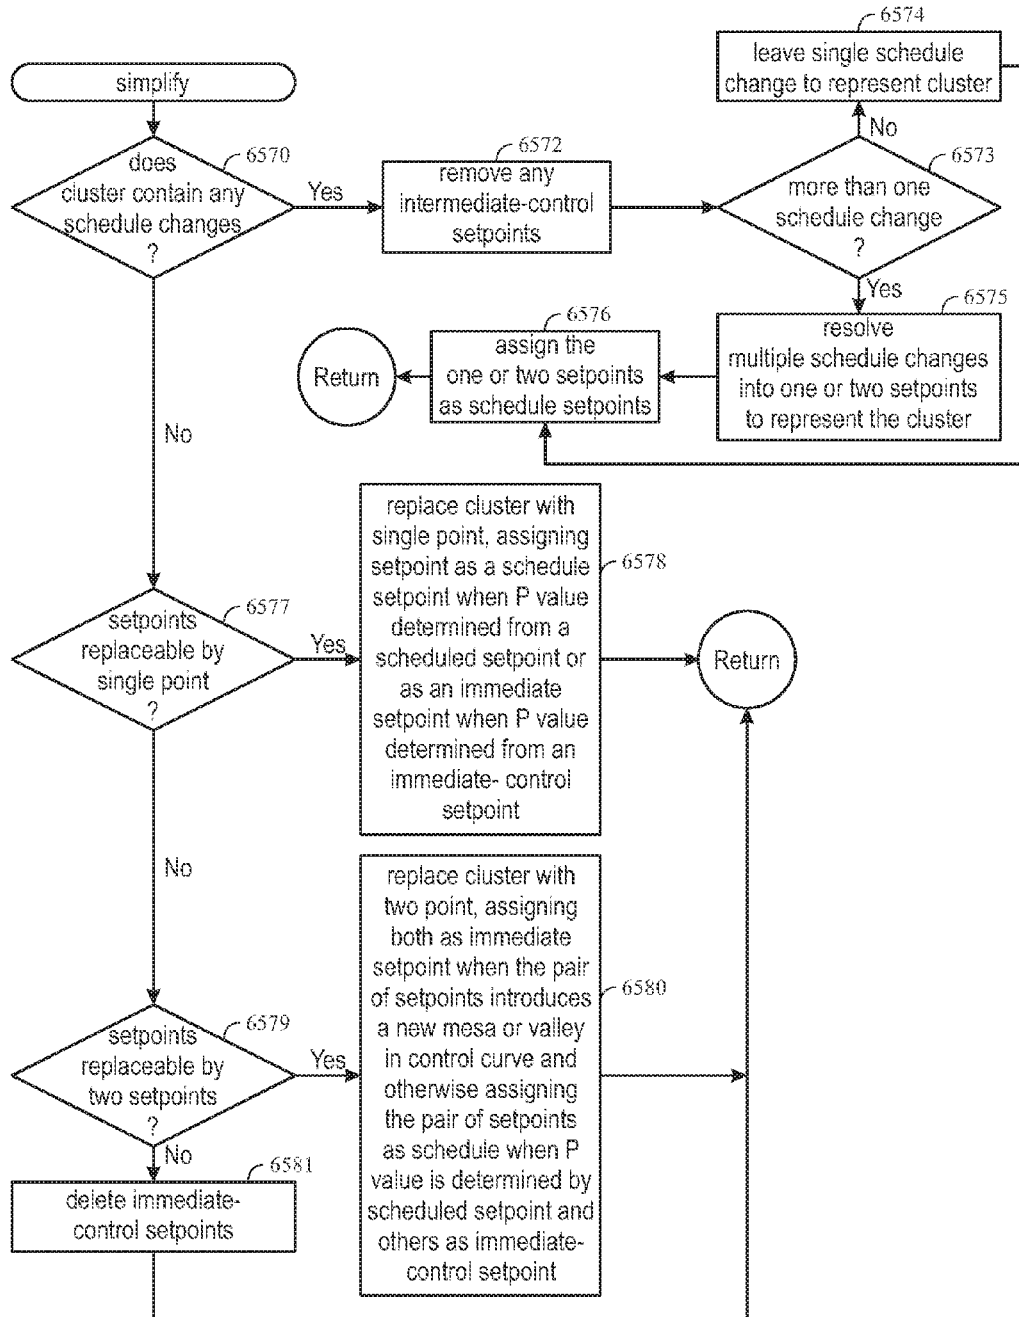 simplify
6570
does
cluster contain any
schedule changes
?
Yes
No
6572
remove any
intermediate-control
setpoints
6573
more than one
schedule change
?
No
Yes
6574
leave single schedule
change to represent cluster
6575
resolve
multiple schedule changes
into one or two setpoints
to represent the cluster
6576
assign the
one or two setpoints
as schedule setpoints
Return
6577
setpoints
replaceable by
single point
?
Yes
No
6578
replace cluster with
single point, assigning
setpoint as a schedule
setpoint when P value
determined from a
scheduled setpoint or
as an immediate
setpoint when P value
determined from an
immediate- control
setpoint
Return
6579
setpoints
replaceable by
two setpoints
?
Yes
No
6580
replace cluster with
two point, assigning
both as immediate
setpoint when the pair
of setpoints introduces
a new mesa or valley
in control curve and
otherwise assigning
the pair of setpoints
as schedule when P
value is determined by
scheduled setpoint and
others as immediate-
control setpoint
6581
delete immediate-
control setpoints